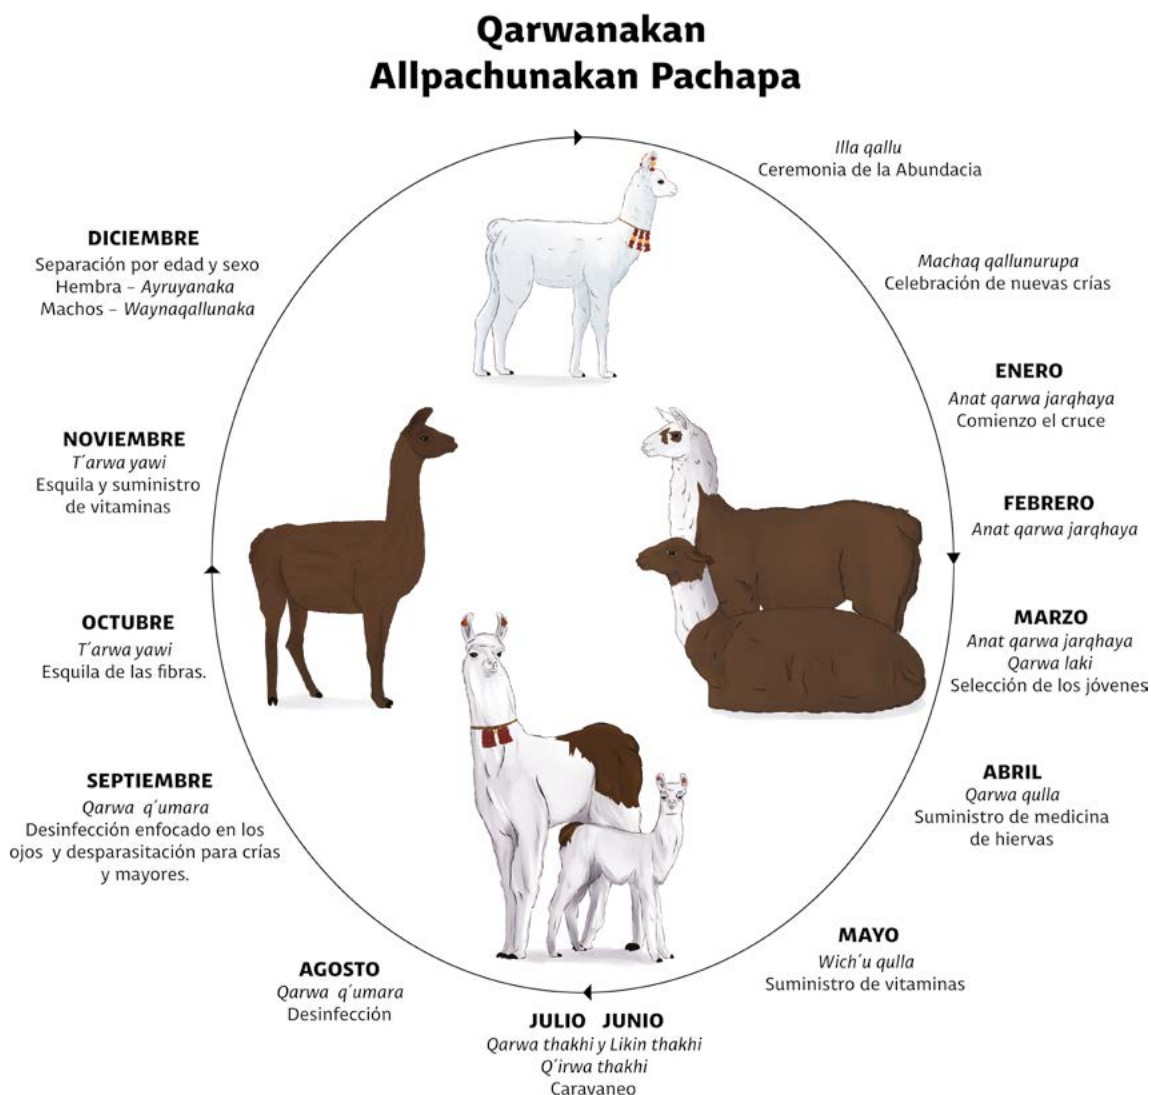 Qarwanakan
Allpachunakan Pachapa
Illa qallu
Ceremonia de la Abundacia
Machaq qallunurupa
Celebración de nuevas crías
ENERO
Anat qarwa jarqhaya
Comienzo el cruce
FEBRERO
Anat qarwa jarqhaya
MARZO
Anat qarwa jarqhaya
Qarwa laki
Selección de los jóvenes
ABRIL
Qarwa qulla
Suministro de medicina
de hiervas
MAYO
Wich´u qulla
Suministro de vitaminas
JULIO JUNIO
Qarwa thakhi y Likin thakhi
Q´irwa thakhi
Caravaneo
AGOSTO
Qarwa q´umara
Desinfección
SEPTIEMBRE
Qarwa q´umara
Desinfección enfocado en los
ojos y desparasitación para crías
y mayores.
OCTUBRE
T´arwa yawi
Esquila de las fibras.
NOVIEMBRE
T´arwa yawi
Esquila y suministro
de vitaminas
DICIEMBRE
Separación por edad y sexo
Hembra – Ayruyanaka
Machos – Waynaqallunaka